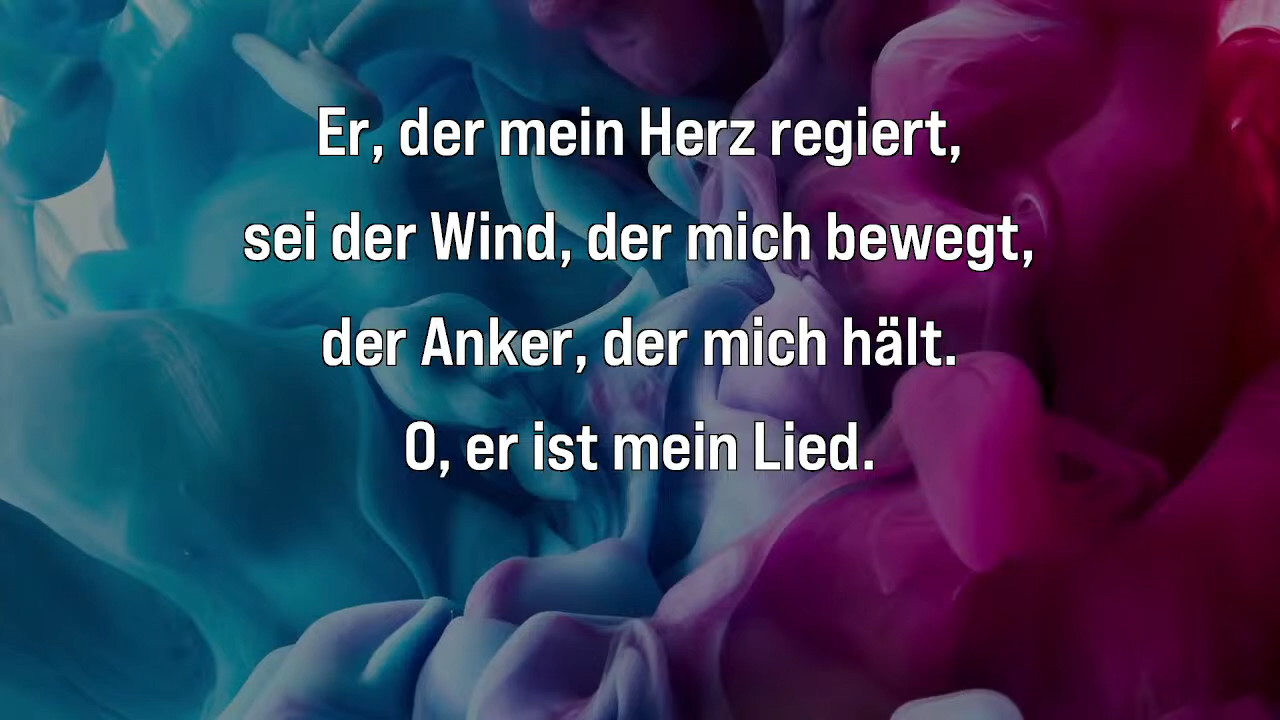 Er, der mein Herz regiert,
sei der Wind, der mich bewegt,
der Anker, der mich hält.
O, er ist mein Lied.